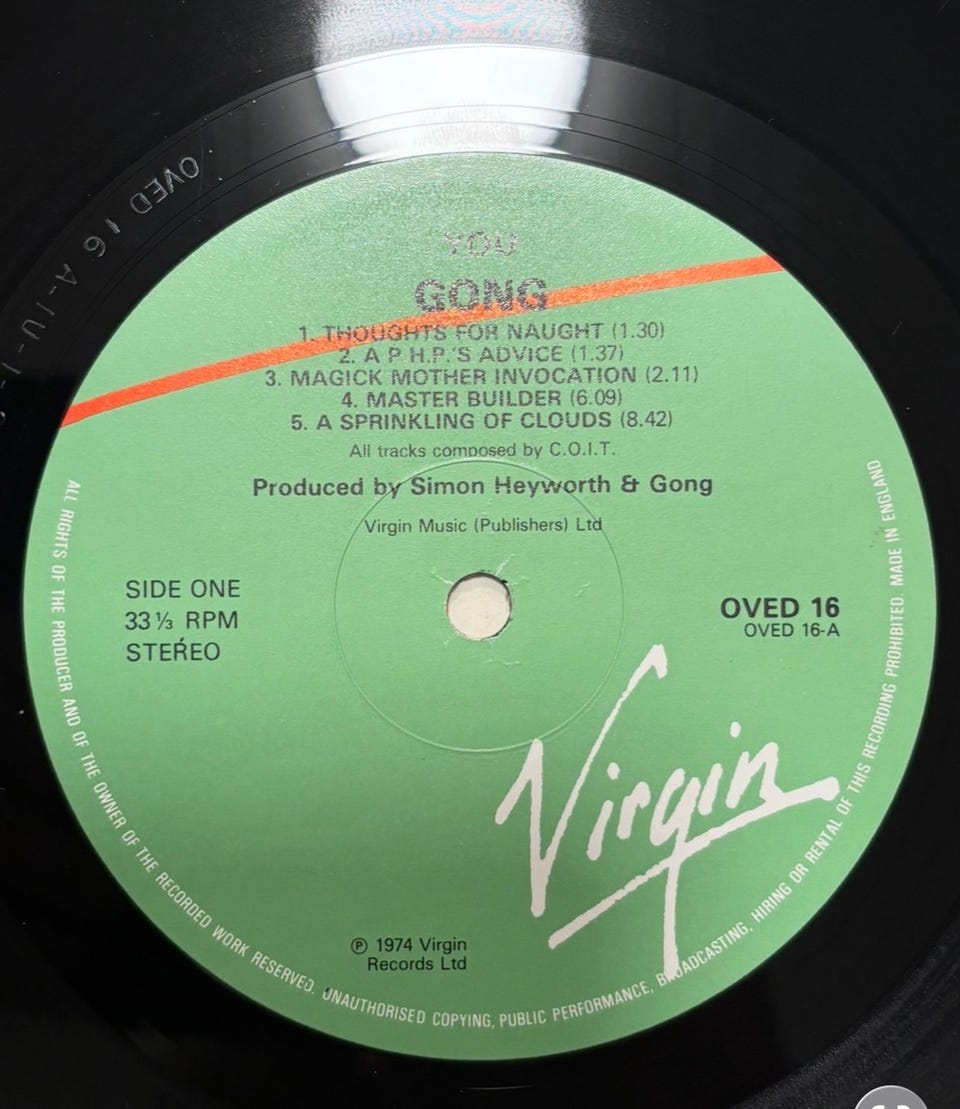 YOU
GONG
1. THOUGHTS FOR NAUGHT (1.30)
2. A P.H.P.'S ADVICE (1.37)
3. MAGICK MOTHER INVOCATION (2.11)
4. MASTER BUILDER (6.09)
5. A SPRINKLING OF CLOUDS (8.42)
All tracks composed by C.O.I.T.
Produced by Simon Heyworth & Gong
Virgin Music (Publishers) Ltd
SIDE ONE
33⅓ RPM
STEREO
OVED 16
OVED 16-A
Virgin
℗ 1974 Virgin
Records Ltd
ALL RIGHTS OF THE PRODUCER AND OF THE OWNER OF THE RECORDED WORK RESERVED. UNAUTHORISED COPYING, PUBLIC PERFORMANCE, BROADCASTING, HIRING OR RENTAL OF THIS RECORDING PROHIBITED. MADE IN ENGLAND
OVED 16 A-1U-1-